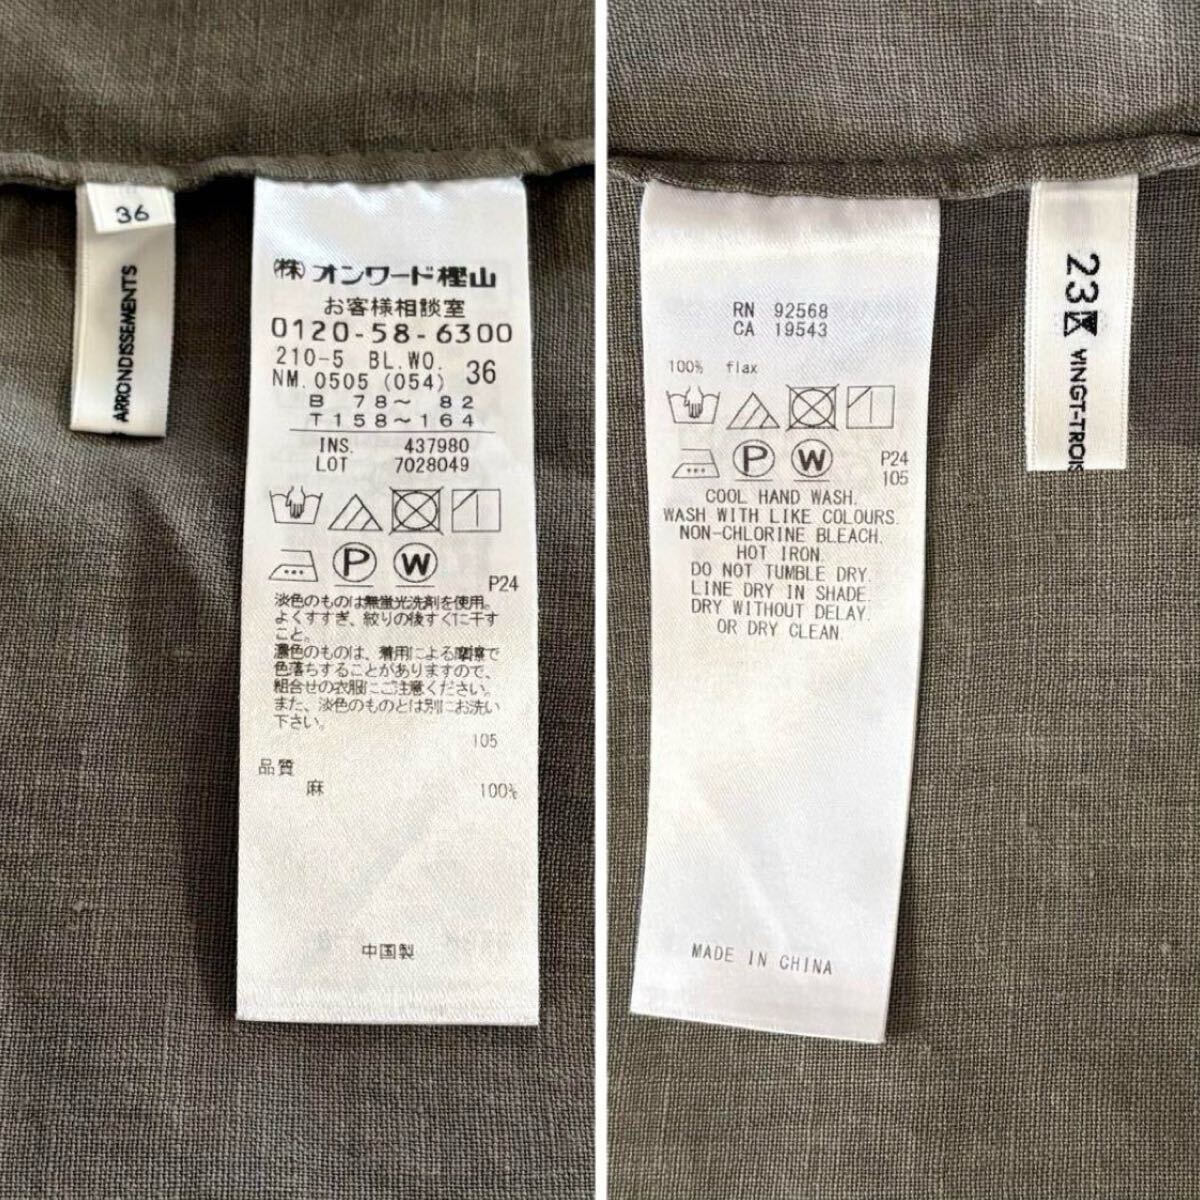 36
ARRONDISSEMENTS
(株)オンワード樫山
お客様相談室
0120-58-6300
210-5 BL.WO. 36
NM.0505(054)
B 78～ 82
T158～164
INS. 437980
LOT 7028049
P W
P24
淡色のものは無蛍光洗剤を使用。
よくすすぎ、絞りの後すぐに干す
こと。
濃色のものは、着用による摩擦で
色落ちすることがありますので、
組合せの衣服にご注意ください。
また、淡色のものとは別にお洗い
下さい。
105
品質
麻 100%
中国製
RN 92568
CA 19543
100% flax
P W
P24
105
COOL HAND WASH.
WASH WITH LIKE COLOURS.
NON-CHLORINE BLEACH.
HOT IRON.
DO NOT TUMBLE DRY.
LINE DRY IN SHADE.
DRY WITHOUT DELAY.
OR DRY CLEAN.
MADE IN CHINA
23区
VINGT-TROIS